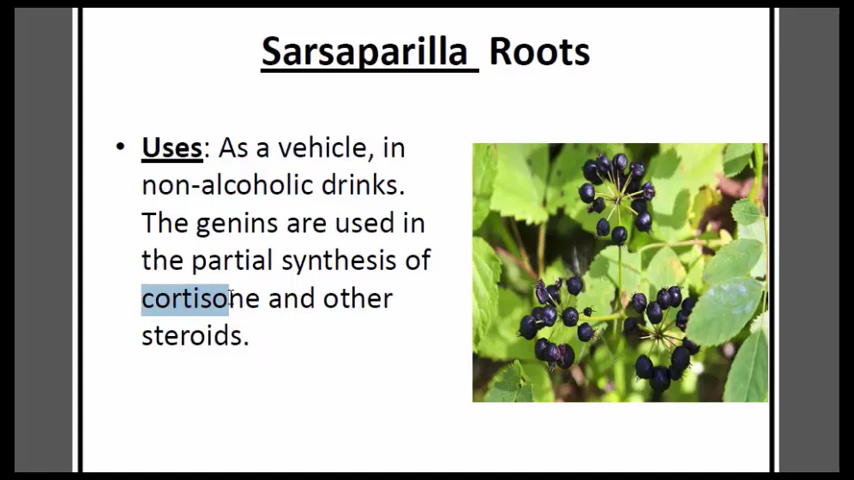 Sarsaparilla Roots
• Uses: As a vehicle, in
non-alcoholic drinks.
The genins are used in
the partial synthesis of
cortisone and other
steroids.